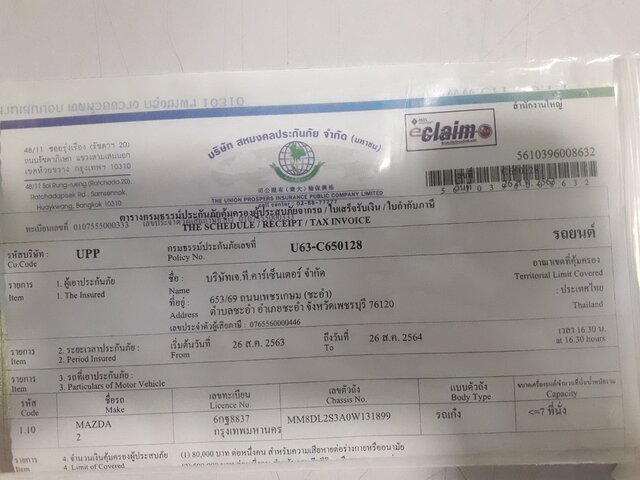 สำนักงานใหญ่
48/11 ซอยรุ่งเรือง (รัชดาฯ 20)
ถนนรัชดาภิเษก แขวงสามเสนนอก
เขตห้วยขวาง กรุงเทพฯ 10310
48/11 Soi Rung-rueng (Ratchada 20),
Ratchadapisek Rd., Samsennok,
Huaykwang, Bangkok 10310
บริษัท สหมงคลประกันภัย จำกัด (มหาชน)
THE UNION PROSPERS INSURANCE PUBLIC COMPANY LIMITED
eclaim
5610396008632
ทะเบียนเลขที่ 0107555000333
ตารางกรมธรรม์ประกันภัยคุ้มครองผู้ประสบภัยจากรถ / ใบเสร็จรับเงิน / ใบกำกับภาษี
THE SCHEDULE / RECEIPT / TAX INVOICE
รถยนต์
รหัสบริษัท : UPP กรมธรรม์ประกันภัยเลขที่ U63-C650128
Co.Code Policy No.
รายการ 1. ผู้เอาประกันภัย ชื่อ : บริษัทเจ.ที.คาร์เซ็นเตอร์ จำกัด อาณาเขตที่คุ้มครอง
Item 1. The Insured Name Territorial Limit Covered
ที่อยู่ : 653/69 ถนนเพชรเกษม (ชะอำ) : ประเทศไทย
Address ตำบลชะอำ อำเภอชะอำ จังหวัดเพชรบุรี 76120 Thailand
เลขประจำตัวผู้เสียภาษี : 0765560000446
รายการ 2. ระยะเวลาประกันภัย เริ่มต้นวันที่ 26 ส.ค. 2563 ถึงวันที่ 26 ส.ค. 2564 เวลา 16.30 น.
Item 2. Period Insured From To at 16.30 hours
รายการ 3. รถที่เอาประกันภัย
Item 3. Particulars of Motor Vehicle
รหัส ชื่อรถ เลขทะเบียน เลขตัวถัง แบบตัวถัง
Code Make Licence No. Chassis No. Body Type Capacity
1.10 MAZDA 6กฐ8837 MM8DL2S3A0W131899 รถเก๋ง <=7 ที่นั่ง
2 กรุงเทพมหานคร
รายการ 4. จำนวนเงินคุ้มครองผู้ประสบภัย (1) 80,000 บาท ต่อหนึ่งคน สำหรับความเสียหายต่อร่างกายหรืออนามัย
Item 4. Limit of Covered